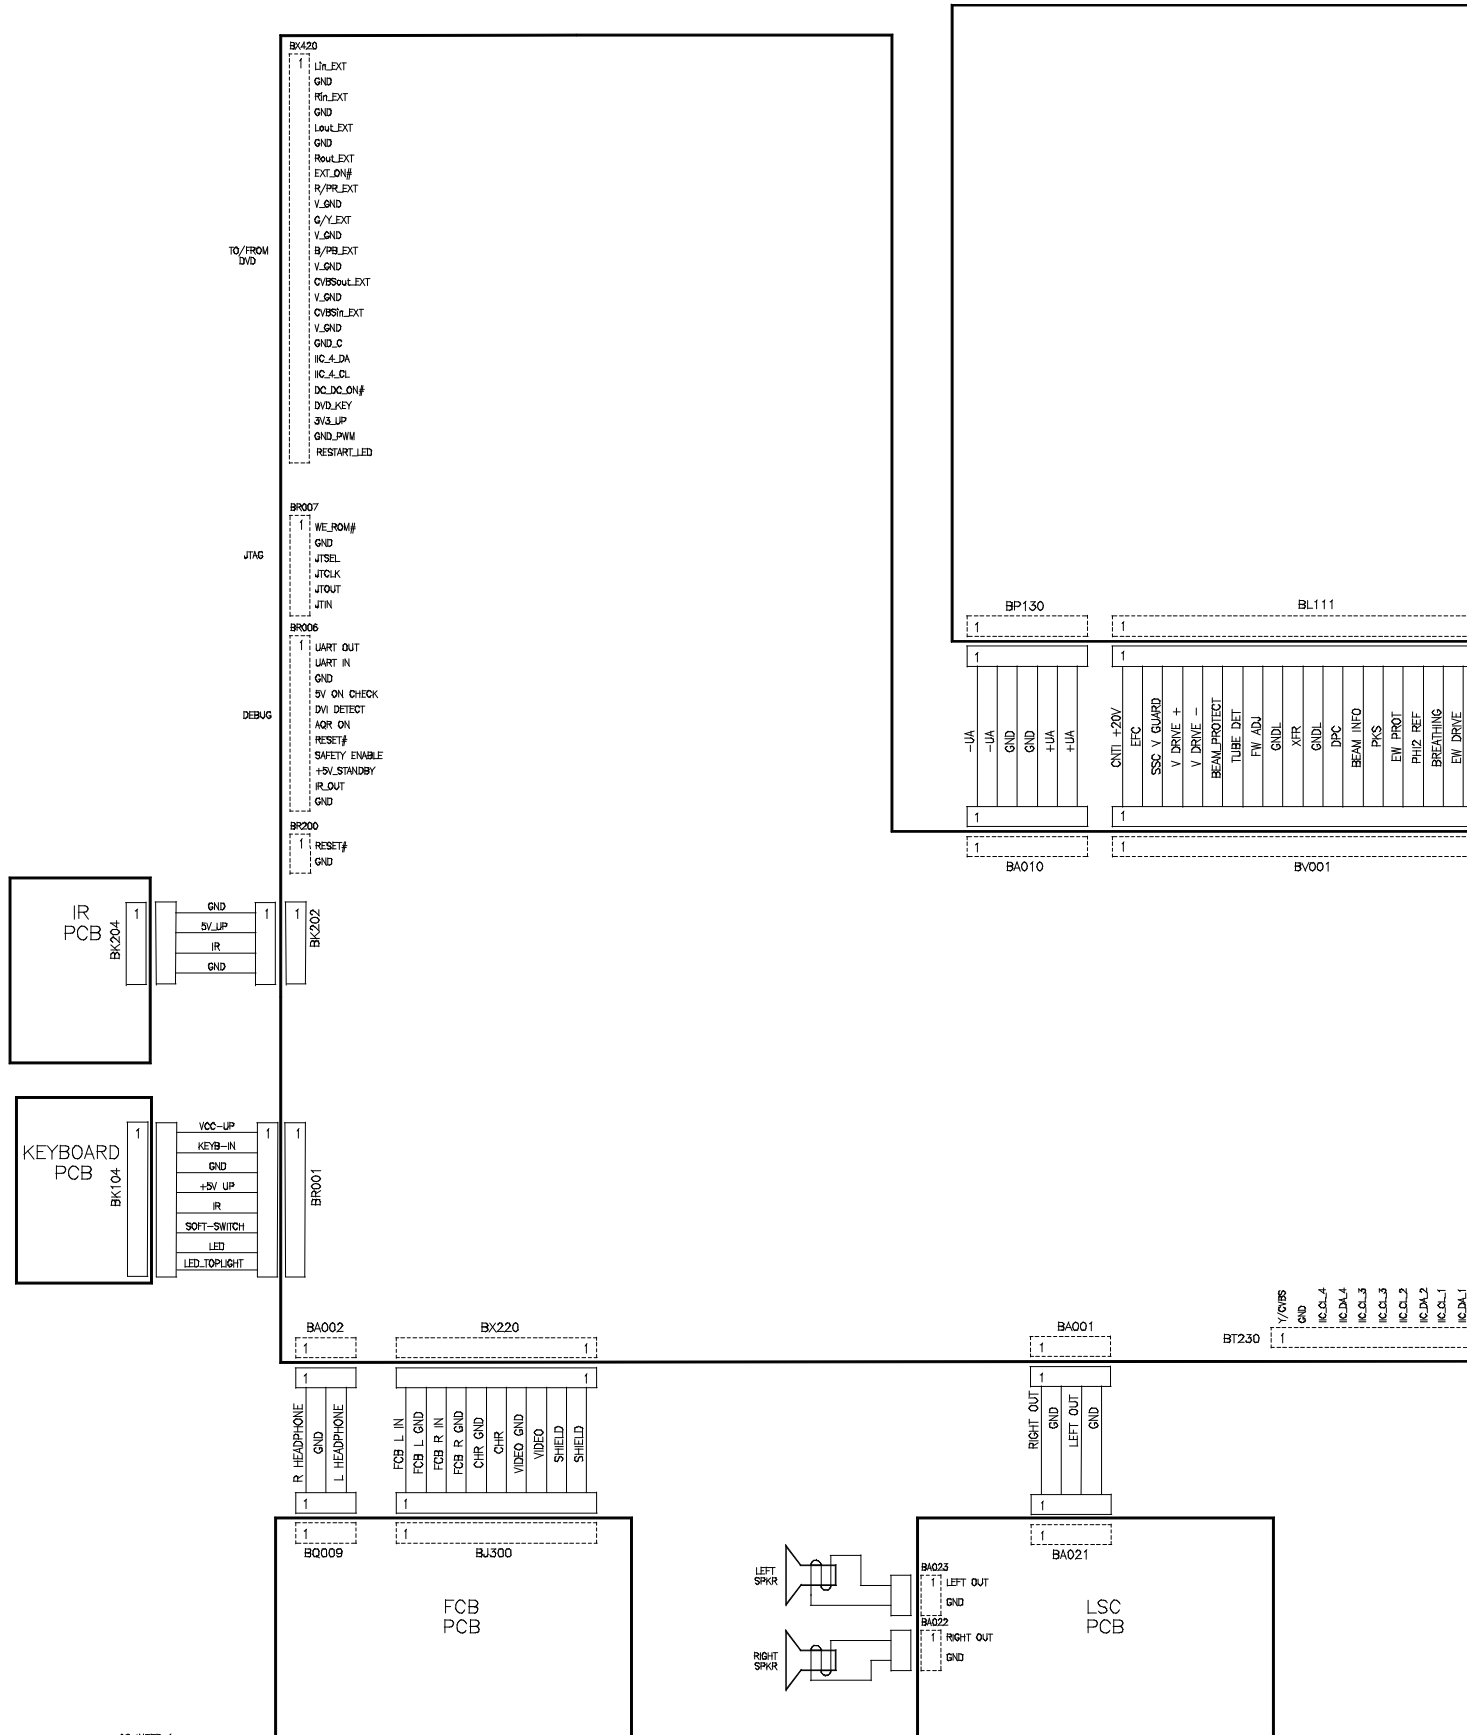 BX420
1
Lin_EXT
GND
Rin_EXT
GND
Lout_EXT
GND
Rout_EXT
EXT_ON#
R/PR_EXT
V_GND
G/Y_EXT
V_GND
B/PB_EXT
V_GND
CVBSout_EXT
V_GND
CVBSin_EXT
V_GND
GND_C
IIC_4_DA
IIC_4_CL
DC_DC_ON#
DVD_KEY
3V3_UP
GND_PWM
RESTART_LED
TO/FROM
DVD
BR007
1
WE_ROM#
GND
JTSEL
JTCLK
JTOUT
JTIN
JTAG
BR006
1
UART OUT
UART IN
GND
5V ON CHECK
DVI DETECT
AQR ON
RESET#
SAFETY ENABLE
+5V_STANDBY
IR_OUT
GND
DEBUG
BR200
1
RESET#
GND
BP130
1
1
-UA
-UA
GND
GND
+UA
+UA
1
1
BA010
BL111
1
1
CNTI +20V
EFC
SSC V GUARD
V DRIVE +
V DRIVE -
BEAM_PROTECT
TUBE DET
FW ADJ
GNDL
XFR
GNDL
DPC
BEAM INFO
PKS
EW PROT
PHI2 REF
BREATHING
EW DRIVE
1
1
BV001
IR
PCB
BK204
1
GND
5V_UP
IR
GND
1
1
BK202
KEYBOARD
PCB
BK104
1
VCC-UP
KEYB-IN
GND
+5V UP
IR
SOFT-SWITCH
LED
LED_TOPLIGHT
1
1
BR001
BA002
1
1
R HEADPHONE
GND
L HEADPHONE
1
1
BQ009
BX220
1
1
FCB L IN
FCB L GND
FCB R IN
FCB R GND
CHR GND
CHR
VIDEO GND
VIDEO
SHIELD
SHIELD
1
1
BJ300
FCB
PCB
BA001
1
1
RIGHT OUT
GND
LEFT OUT
GND
1
1
BA021
BT230
1
Y/CVBS
GND
IIC_CL_4
IIC_DA_4
IIC_CL_3
IIC_CL_3
IIC_CL_2
IIC_DA_2
IIC_CL_1
IIC_DA_1
LEFT
SPKR
BA023
1
LEFT OUT
GND
RIGHT
SPKR
BA022
1
RIGHT OUT
GND
LSC
PCB